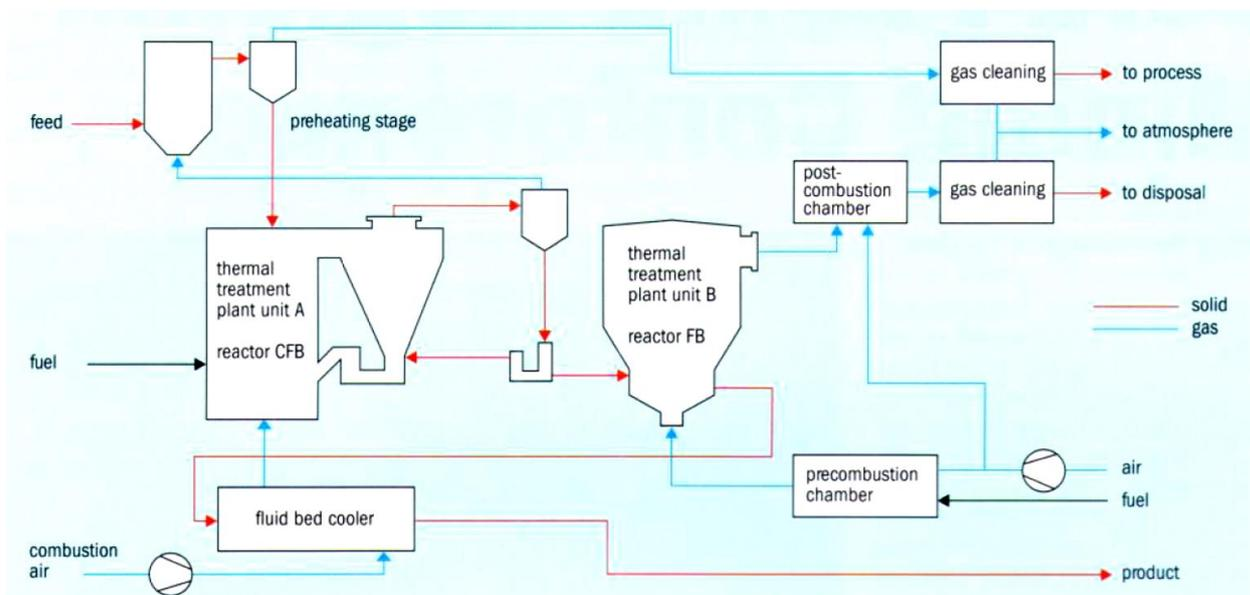 feed
preheating stage
gas cleaning
to process
to atmosphere
post-
combustion
chamber
gas cleaning
to disposal
thermal
treatment
plant unit A
reactor CFB
thermal
treatment
plant unit B
reactor FB
solid
gas
fuel
precombustion
chamber
air
fuel
fluid bed cooler
combustion
air
product